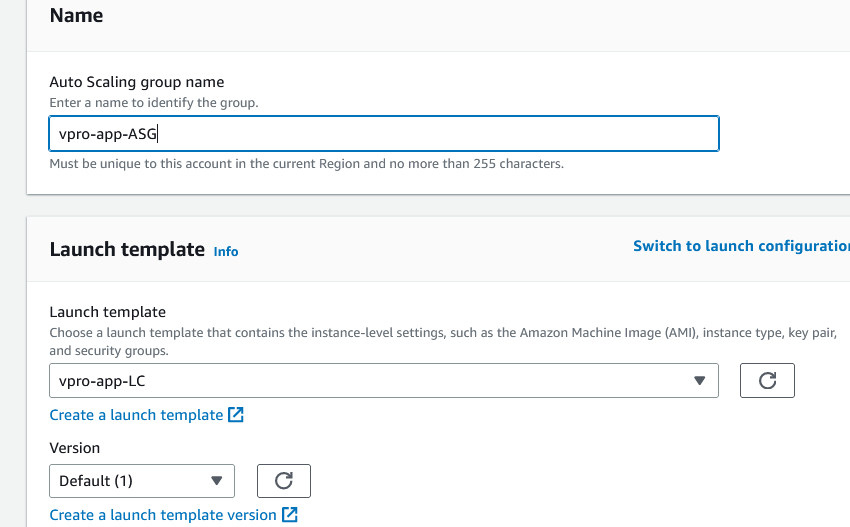 Name
Auto Scaling group name
Enter a name to identify the group.
vpro-app-ASG
Must be unique to this account in the current Region and no more than 255 characters.
Launch template Info
Switch to launch configuration
Launch template
Choose a launch template that contains the instance-level settings, such as the Amazon Machine Image (AMI), instance type, key pair,
and security groups.
vpro-app-LC
Create a launch template
Version
Default (1)
Create a launch template version